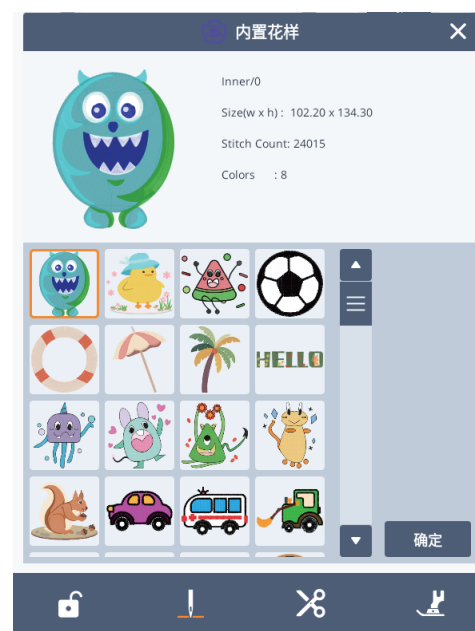 内置花样
Inner/0
Size(w x h) : 102.20 x 134.30
Stitch Count: 24015
Colors : 8
HELLO
确定